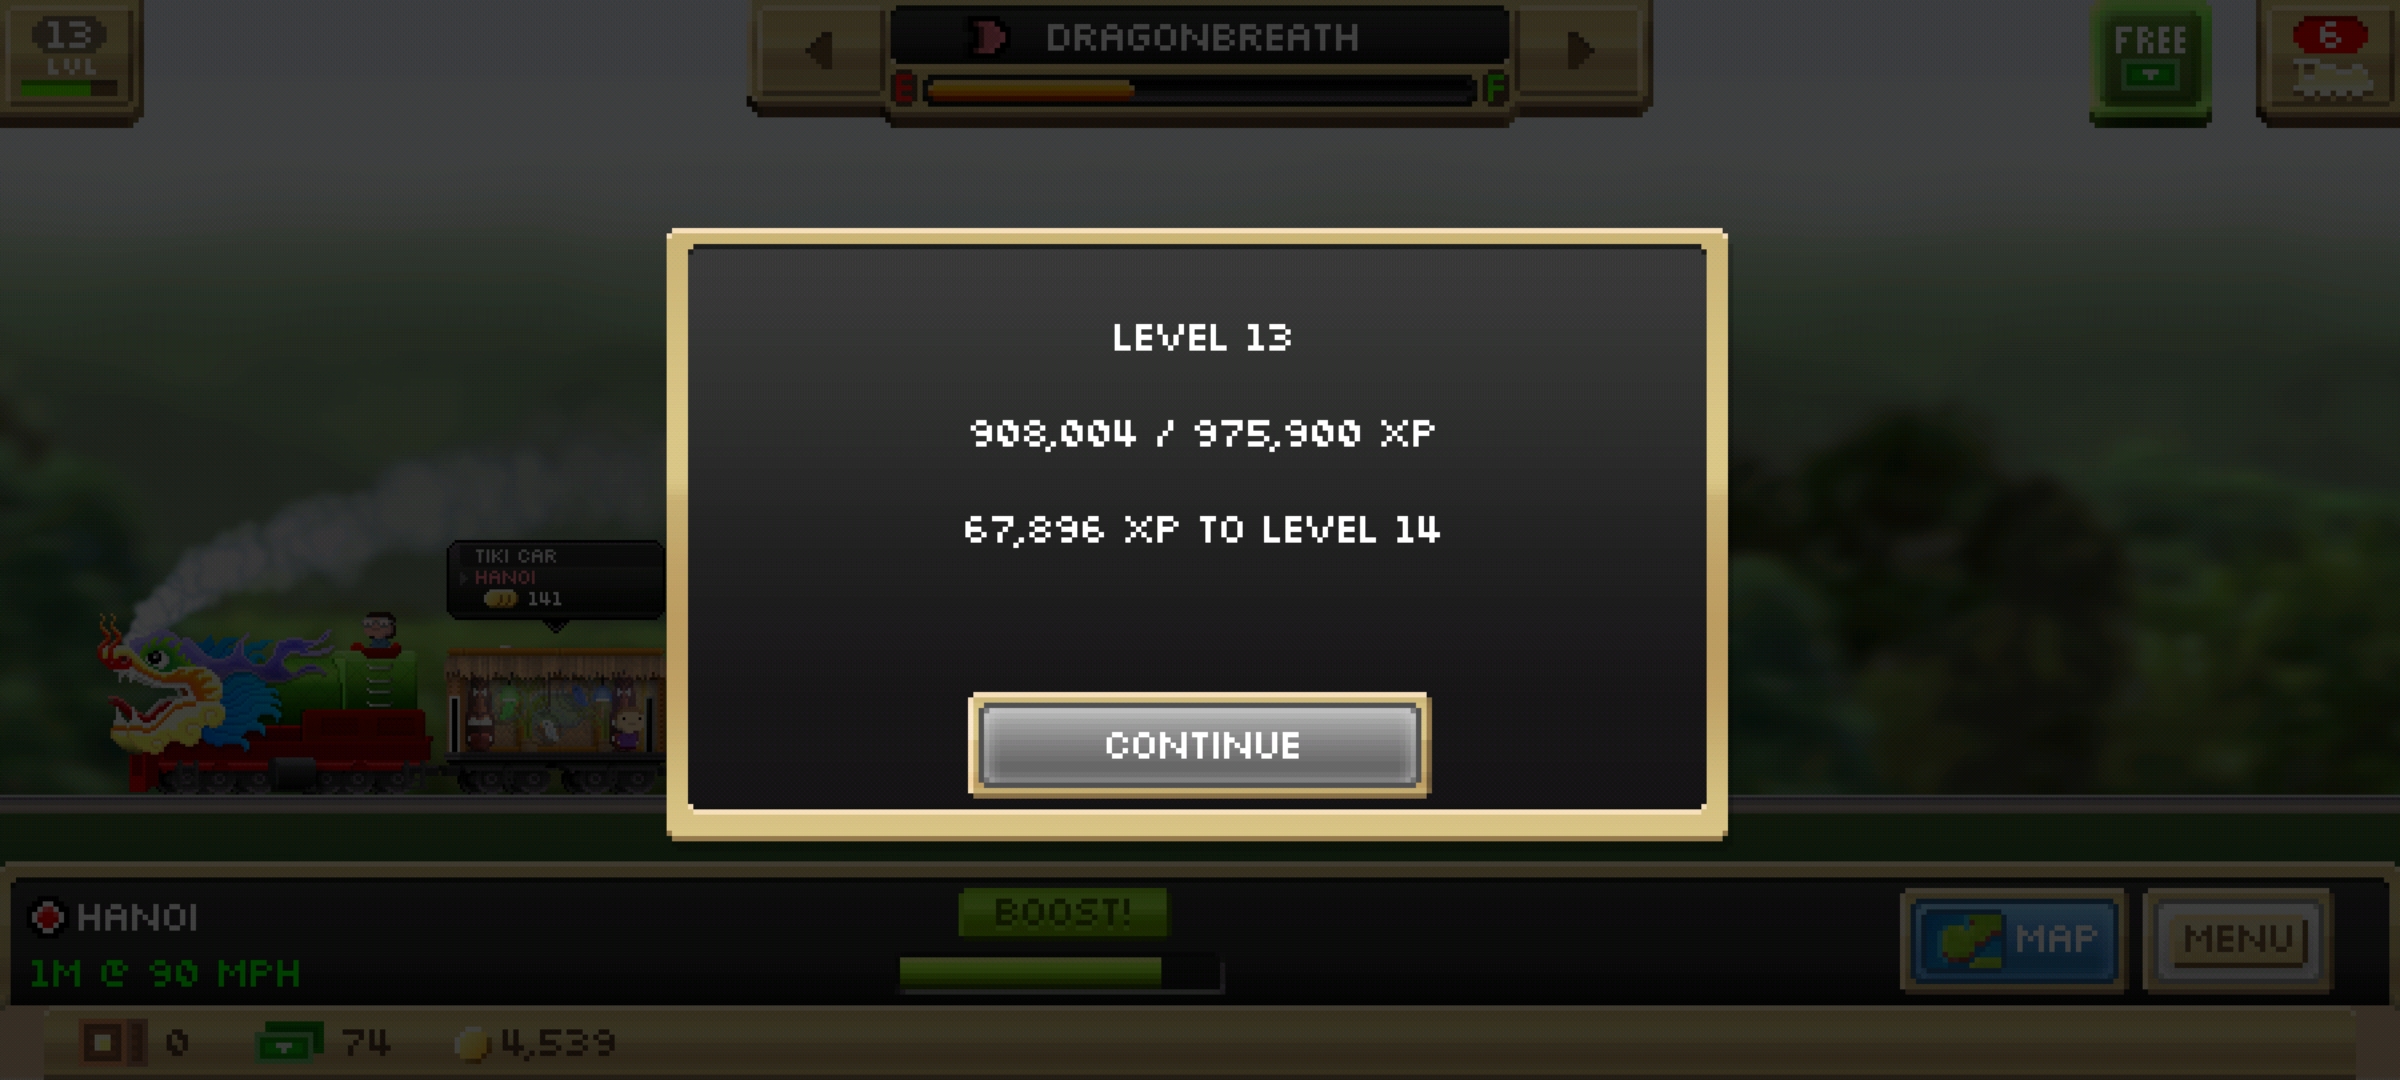 13
LVL
DRAGONBREATH
E
F
FREE
6
LEVEL 13
908,004 / 975,900 XP
67,896 XP TO LEVEL 14
CONTINUE
TIKI CAR
HANOI
141
HANOI
1M @ 90 MPH
BOOST!
MAP
MENU
0
74
4,539